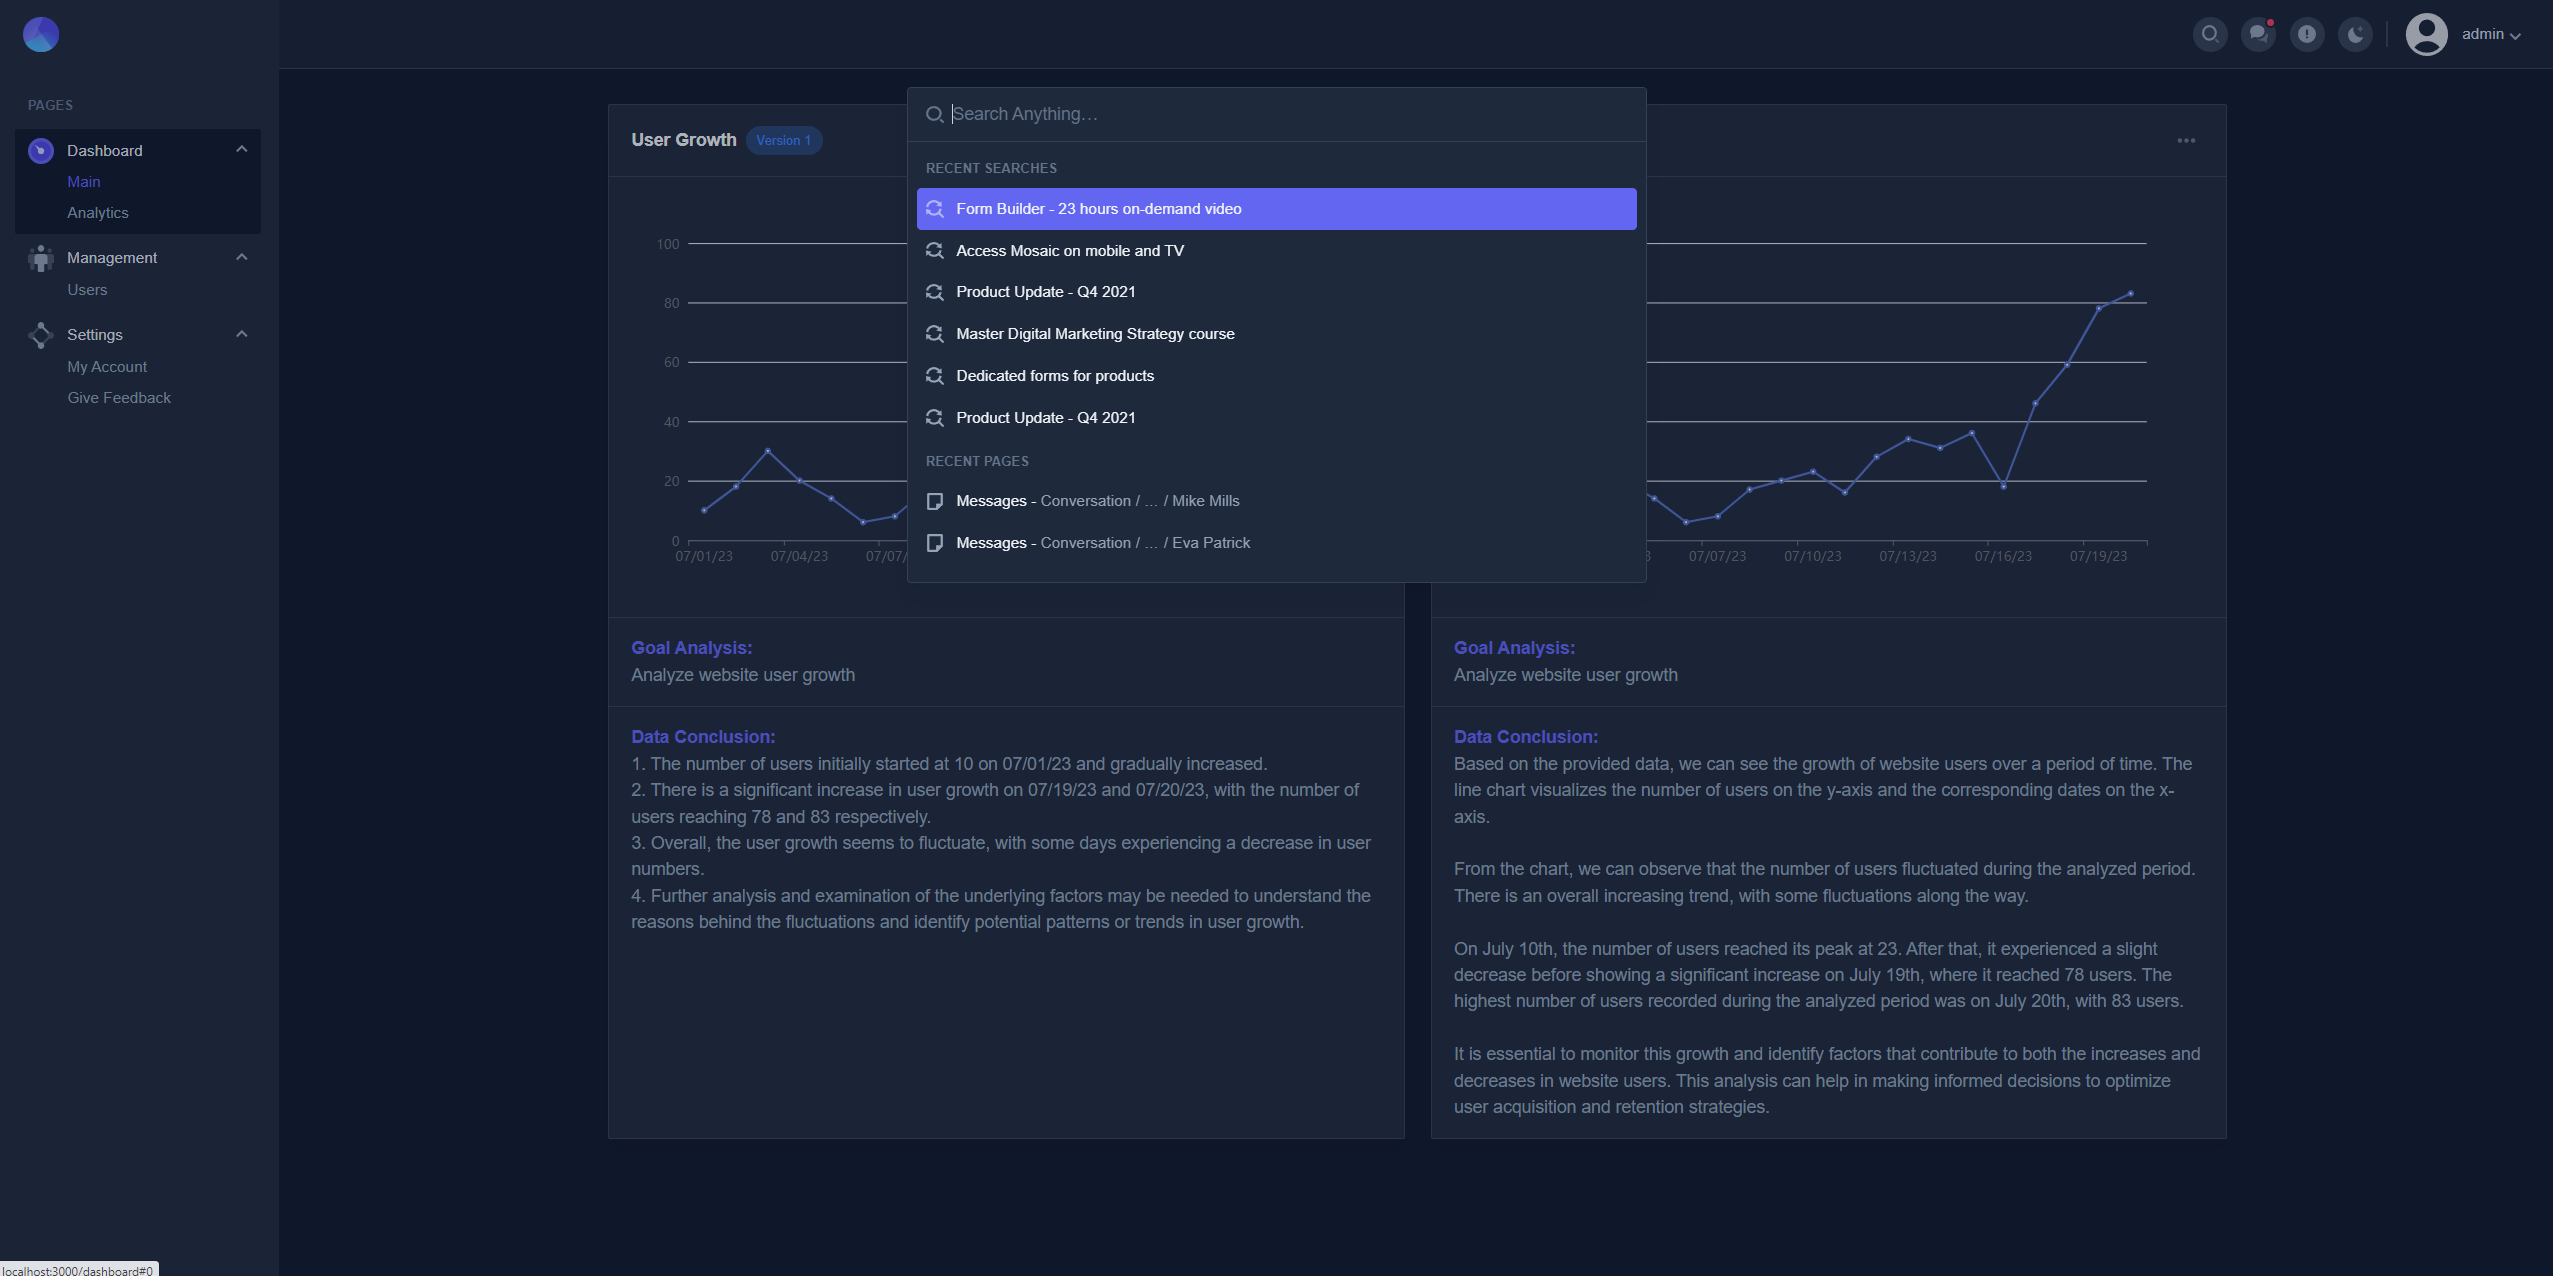 admin
PAGES
Dashboard
Main
Analytics
Management
Users
Settings
My Account
Give Feedback
User Growth Version 1
Search Anything…
RECENT SEARCHES
Form Builder - 23 hours on-demand video
Access Mosaic on mobile and TV
Product Update - Q4 2021
Master Digital Marketing Strategy course
Dedicated forms for products
Product Update - Q4 2021
RECENT PAGES
Messages - Conversation / … / Mike Mills
Messages - Conversation / … / Eva Patrick
100
80
60
40
20
0
07/01/23 07/04/23 07/07/
3 07/07/23 07/10/23 07/13/23 07/16/23 07/19/23
Goal Analysis:
Analyze website user growth
Data Conclusion:
1. The number of users initially started at 10 on 07/01/23 and gradually increased.
2. There is a significant increase in user growth on 07/19/23 and 07/20/23, with the number of
users reaching 78 and 83 respectively.
3. Overall, the user growth seems to fluctuate, with some days experiencing a decrease in user
numbers.
4. Further analysis and examination of the underlying factors may be needed to understand the
reasons behind the fluctuations and identify potential patterns or trends in user growth.
Goal Analysis:
Analyze website user growth
Data Conclusion:
Based on the provided data, we can see the growth of website users over a period of time. The
line chart visualizes the number of users on the y-axis and the corresponding dates on the x-
axis.
From the chart, we can observe that the number of users fluctuated during the analyzed period.
There is an overall increasing trend, with some fluctuations along the way.
On July 10th, the number of users reached its peak at 23. After that, it experienced a slight
decrease before showing a significant increase on July 19th, where it reached 78 users. The
highest number of users recorded during the analyzed period was on July 20th, with 83 users.
It is essential to monitor this growth and identify factors that contribute to both the increases and
decreases in website users. This analysis can help in making informed decisions to optimize
user acquisition and retention strategies.
localhost:3000/dashboard#0